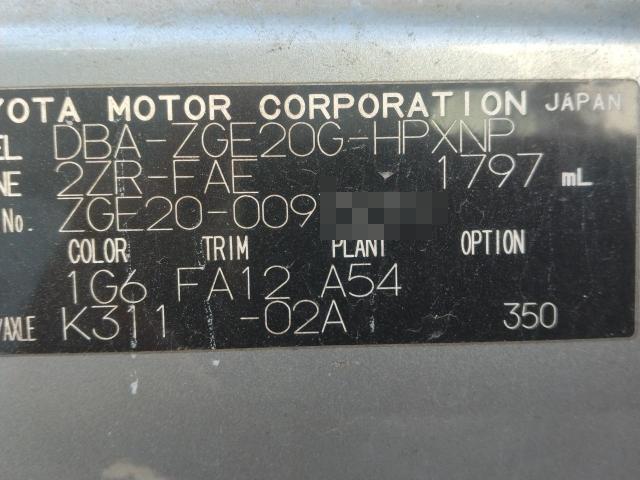 YOTA MOTOR CORPORATION JAPAN
EL DBA-ZGE20G-HPXNP
NE 2ZR-FAE 1797 mL
No. ZGE20-009
COLOR TRIM PLANT OPTION
1G6 FA12 A54
/AXLE K311 -02A 350